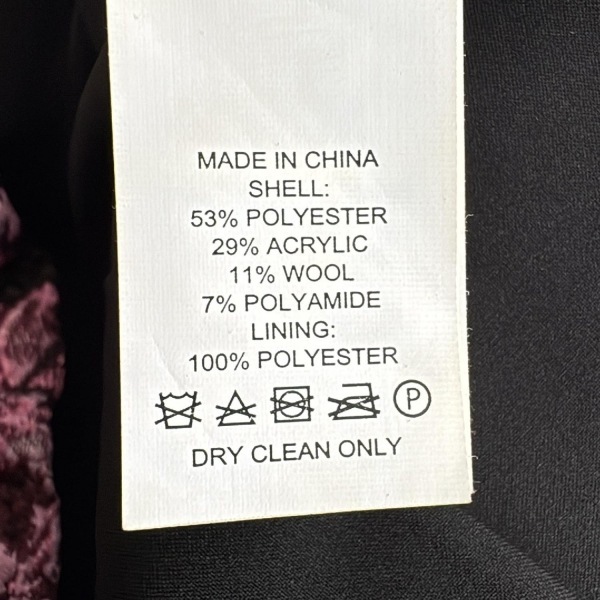 MADE IN CHINA
SHELL:
53% POLYESTER
29% ACRYLIC
11% WOOL
7% POLYAMIDE
LINING:
100% POLYESTER
P
DRY CLEAN ONLY